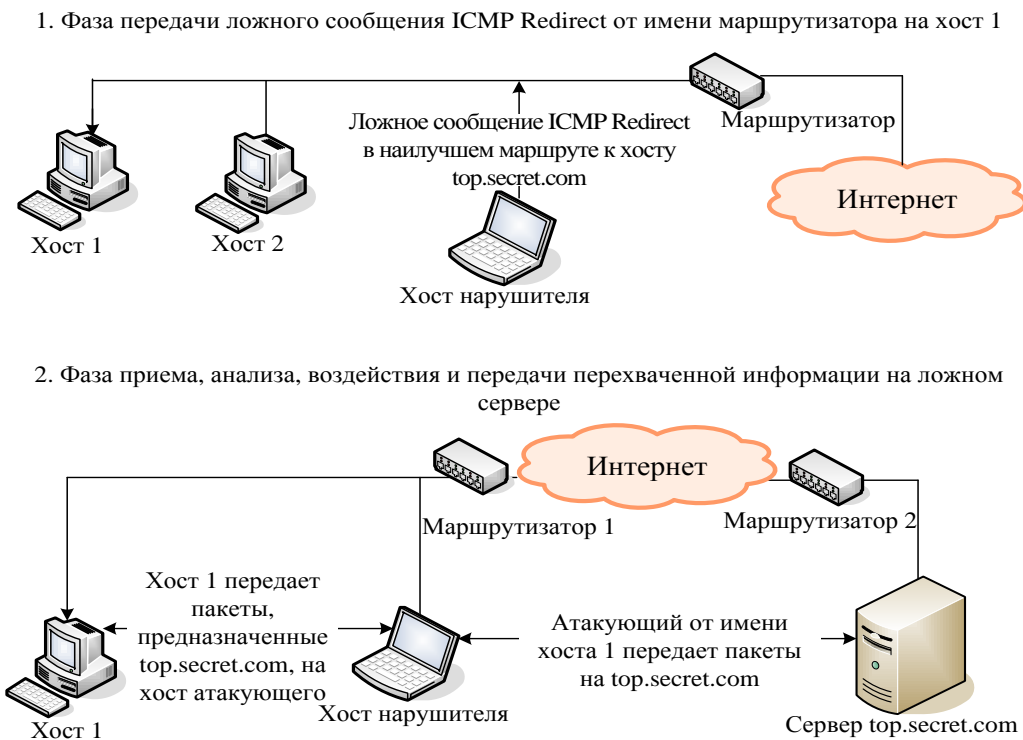 1. Фаза передачи ложного сообщения ICMP Redirect от имени маршрутизатора на хост 1
Ложное сообщение ICMP Redirect
в наилучшем маршруте к хосту
top.secret.com
Маршрутизатор
Интернет
Хост 1
Хост 2
Хост нарушителя
2. Фаза приема, анализа, воздействия и передачи перехваченной информации на ложном
сервере
Интернет
Маршрутизатор 1
Маршрутизатор 2
Хост 1 передает
пакеты,
предназначенные
top.secret.com, на
хост атакующего
Атакующий от имени
хоста 1 передает пакеты
на top.secret.com
Хост 1
Хост нарушителя
Сервер top.secret.com